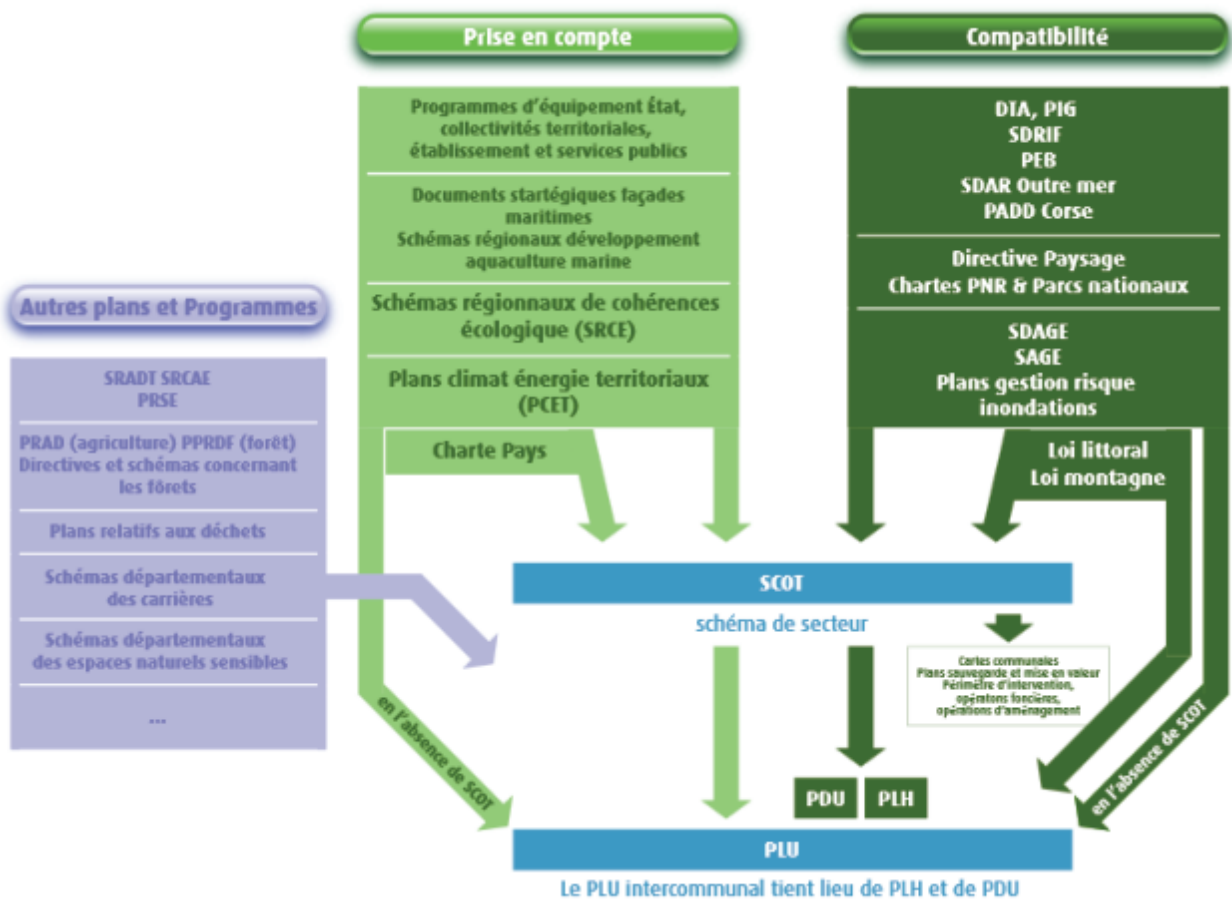 Prise en compte
Programmes d'équipement État,
collectivités territoriales,
établissement et services publics
Documents startégiques façades
maritimes
Schémas régionaux développement
aquaculture marine
Schémas régionnaux de cohérences
écologique (SRCE)
Plans climat énergie territoriaux
(PCET)
Charte Pays
Compatibilité
DTA, PIG
SDRIF
PEB
SDAR Outre mer
PADD Corse
Directive Paysage
Chartes PNR & Parcs nationaux
SDAGE
SAGE
Plans gestion risque
inondations
Loi littoral
Loi montagne
Autres plans et Programmes
SRADT SRCAE
PRSE
PRAD (agriculture) PPRDF (forêt)
Directives et schémas concernant
les fôrets
Plans relatifs aux déchets
Schémas départementaux
des carrières
Schémas départementaux
des espaces naturels sensibles
...
SCOT
schéma de secteur
Cartes communales
Plans sauvegarde et mise en valeur
Périmètre d'intervention,
opératons foncières,
opérations d'aménagement
en l'absence de SCOT
en l'absence de SCOT
PDU
PLH
PLU
Le PLU intercommunal tient lieu de PLH et de PDU